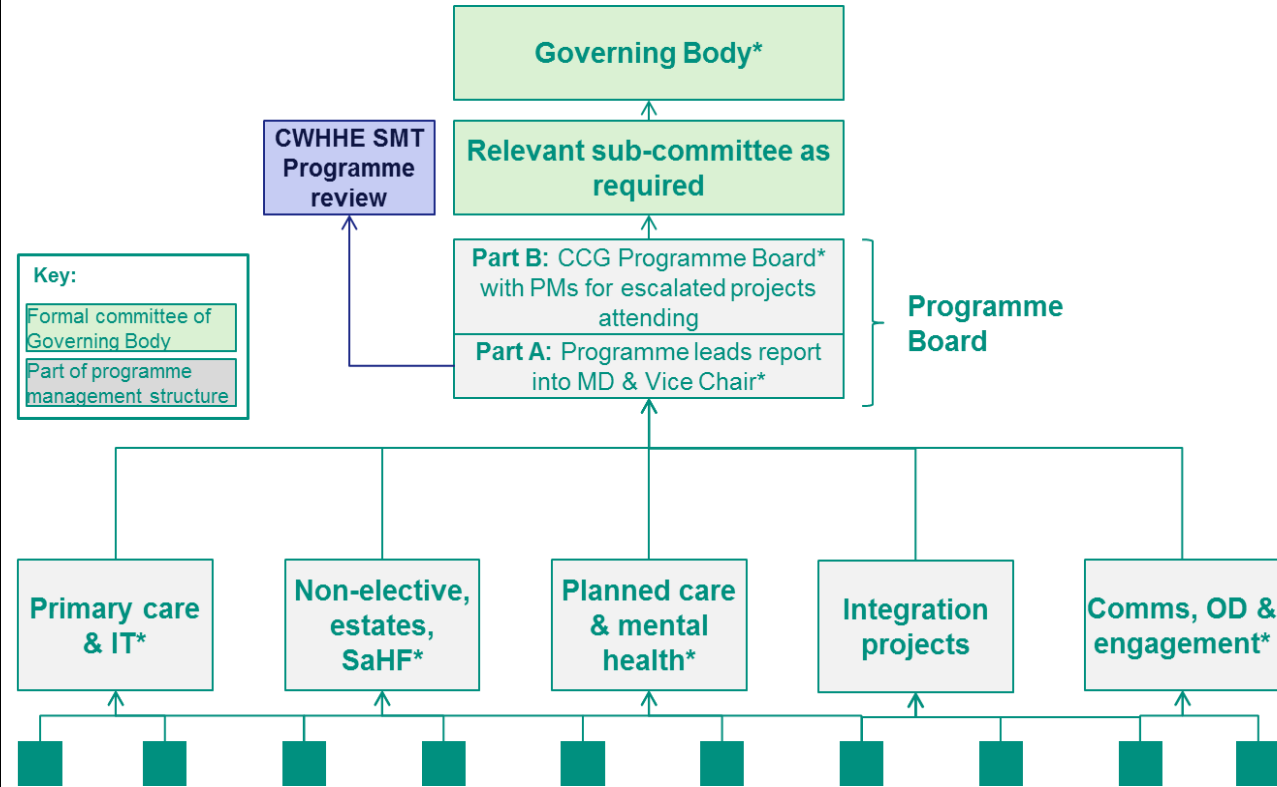 Governing Body*
CWHHE SMT
Programme
review
Relevant sub-committee as
required
Part B: CCG Programme Board*
with PMs for escalated projects
attending
Part A: Programme leads report
into MD & Vice Chair*
Programme
Board
Key:
Formal committee of
Governing Body
Part of programme
management structure
Primary care
& IT*
Non-elective,
estates,
SaHF*
Planned care
& mental
health*
Integration
projects
Comms, OD &
engagement*